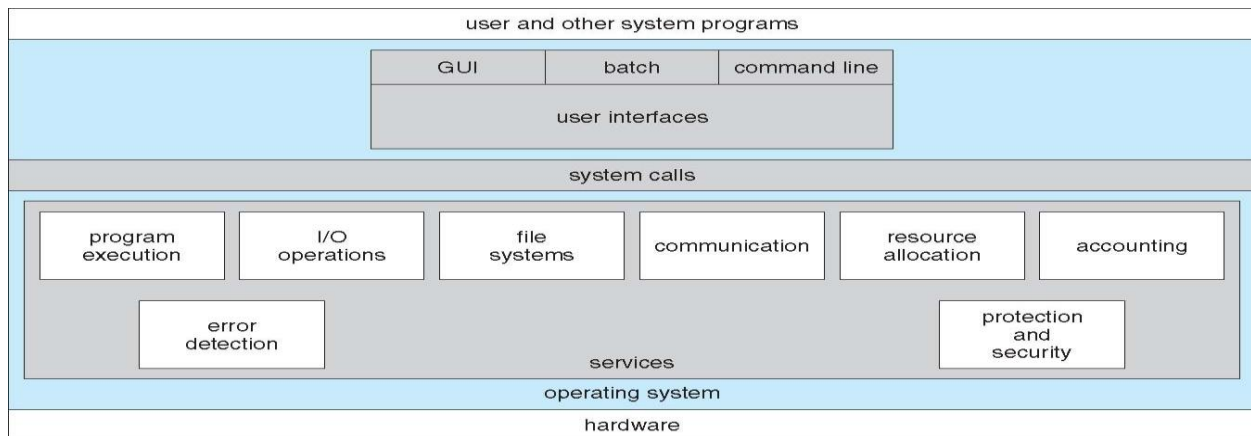 user and other system programs
GUI
batch
command line
user interfaces
system calls
program
execution
I/O
operations
file
systems
communication
resource
allocation
accounting
error
detection
protection
and
security
services
operating system
hardware